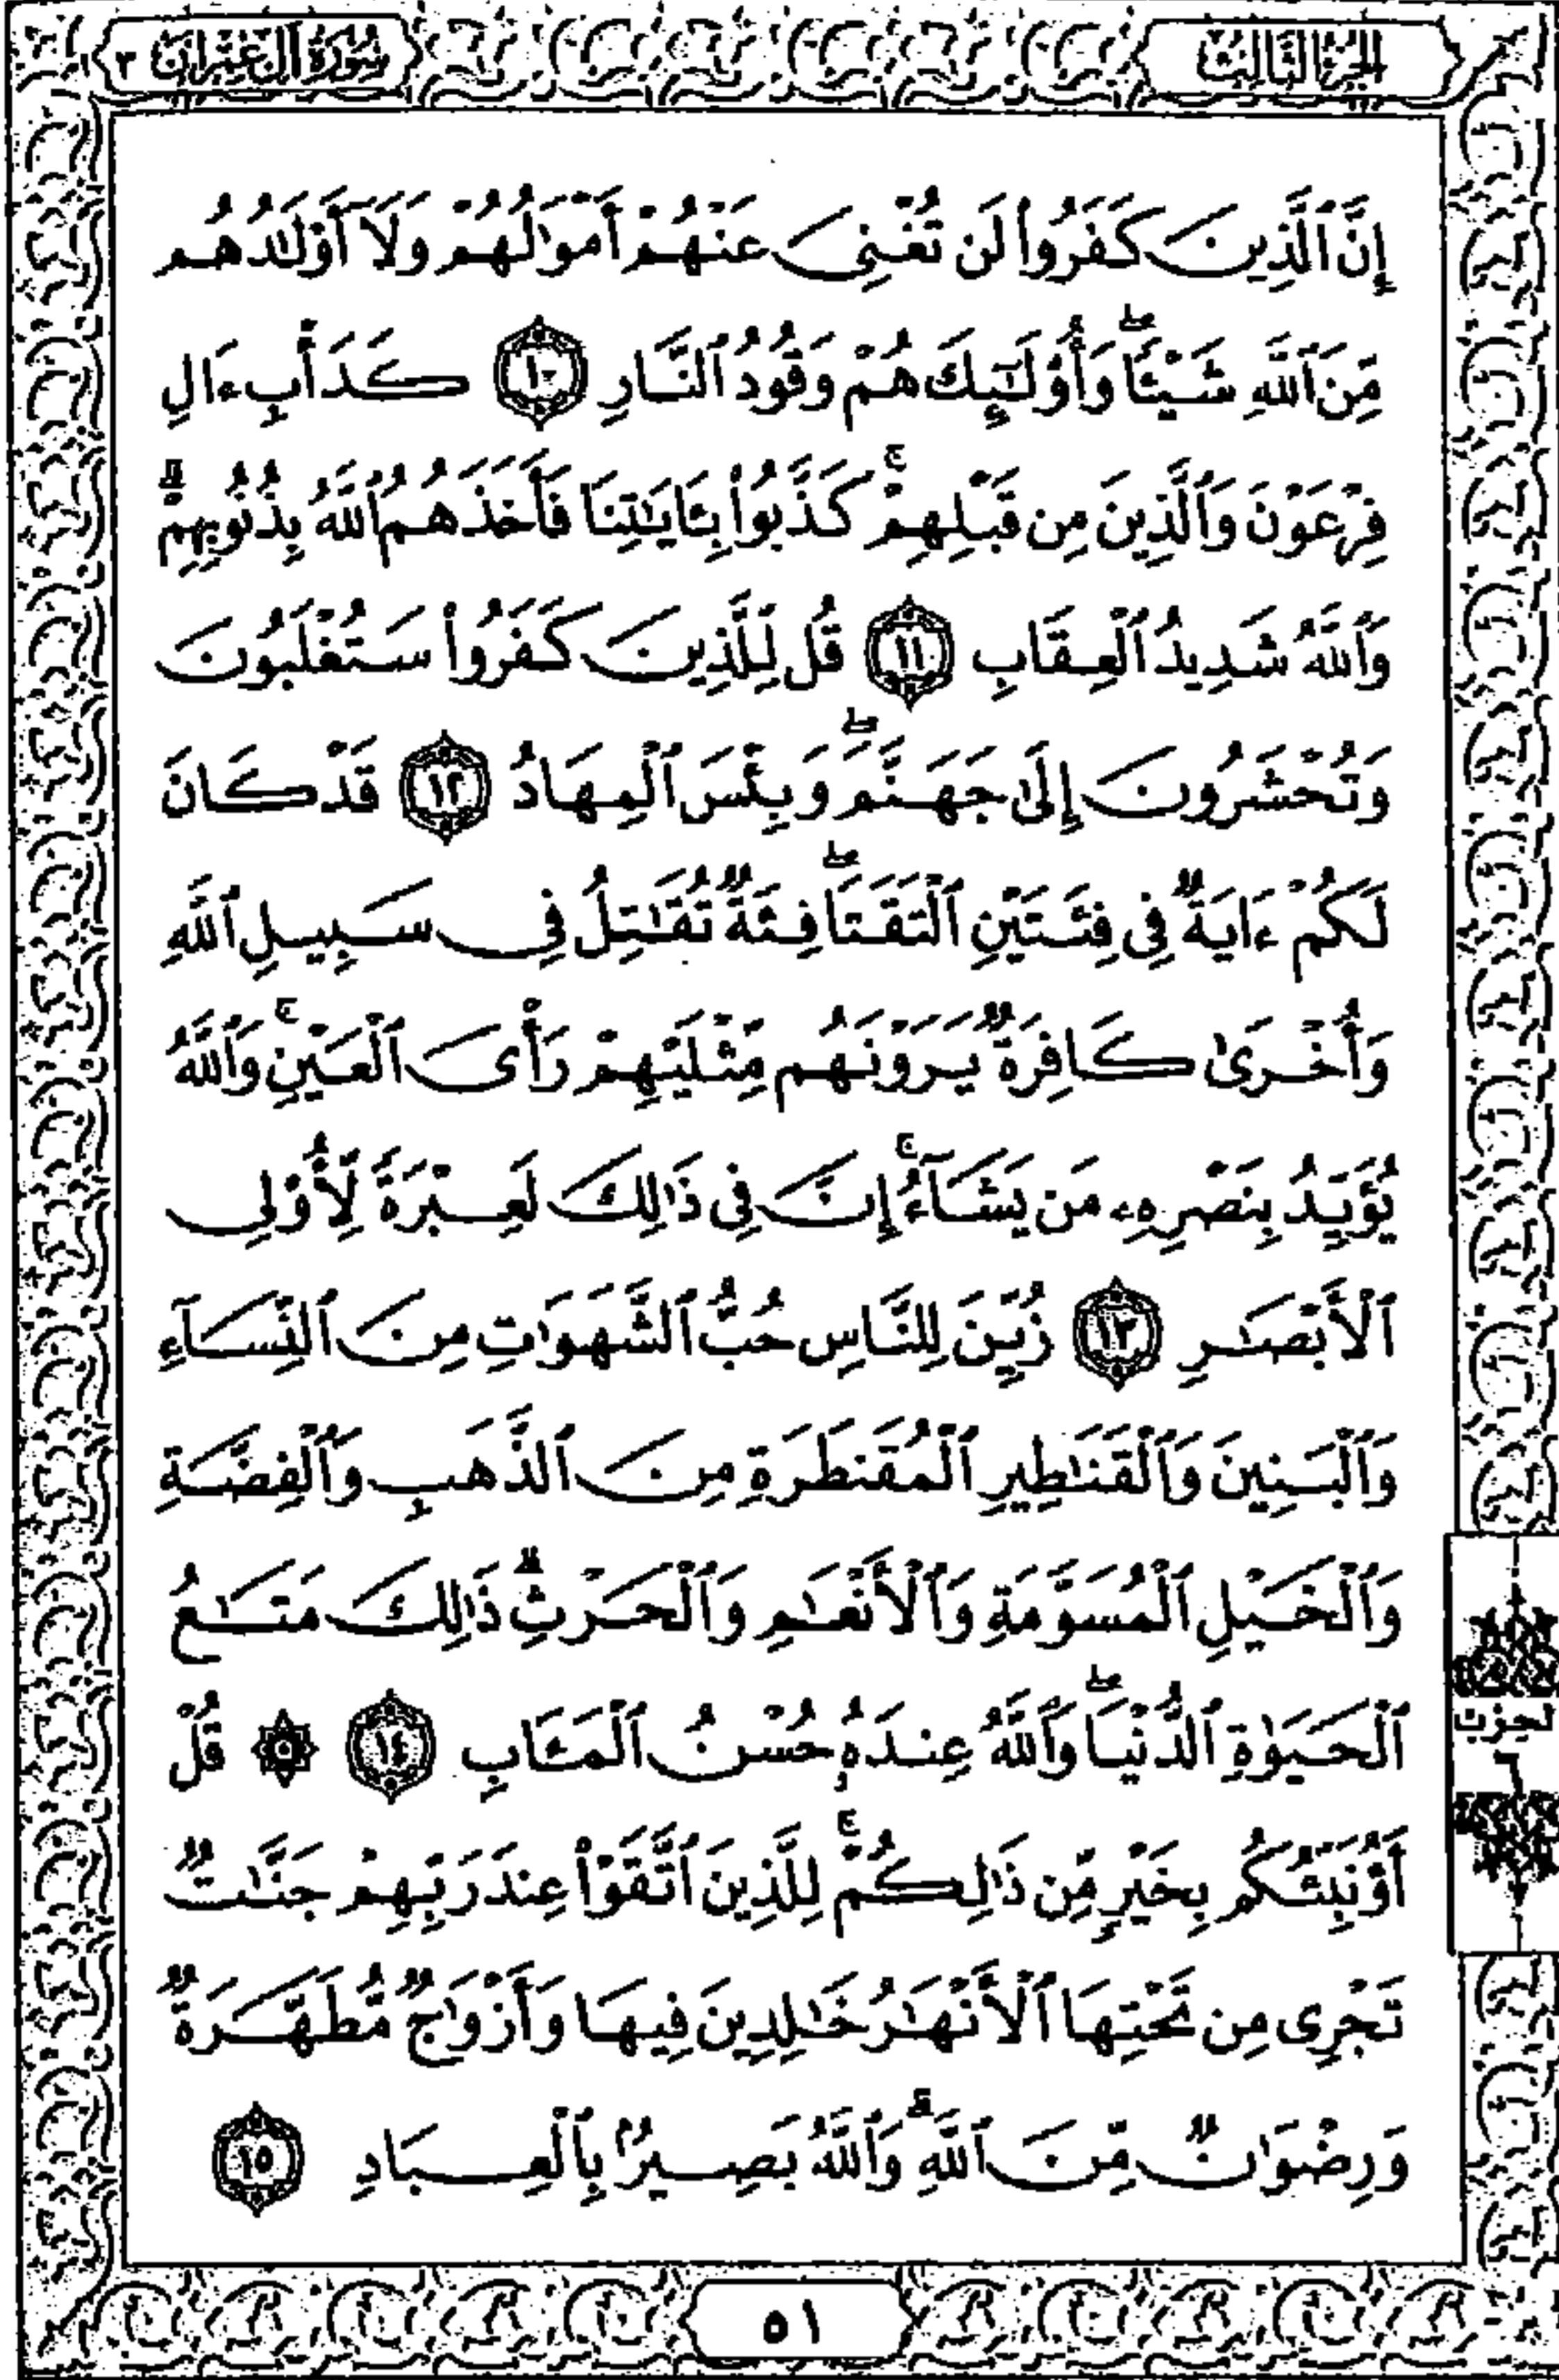 الجزء الثالث
سورة آل عمران ٣
إِنَّ ٱلَّذِينَ كَفَرُوا۟ لَن تُغْنِىَ عَنْهُمْ أَمْوَٰلُهُمْ وَلَآ أَوْلَـٰدُهُم
مِّنَ ٱللَّهِ شَيْـًٔا ۖ وَأُو۟لَـٰٓئِكَ هُمْ وَقُودُ ٱلنَّارِ ١٠ كَدَأْبِ ءَالِ
فِرْعَوْنَ وَٱلَّذِينَ مِن قَبْلِهِمْ ۚ كَذَّبُوا۟ بِـَٔايَـٰتِنَا فَأَخَذَهُمُ ٱللَّهُ بِذُنُوبِهِمْ ۗ
وَٱللَّهُ شَدِيدُ ٱلْعِقَابِ ١١ قُل لِّلَّذِينَ كَفَرُوا۟ سَتُغْلَبُونَ
وَتُحْشَرُونَ إِلَىٰ جَهَنَّمَ ۖ وَبِئْسَ ٱلْمِهَادُ ١٢ قَدْ كَانَ
لَكُمْ ءَايَةٌ فِى فِئَتَيْنِ ٱلْتَقَتَا ۖ فِئَةٌ تُقَـٰتِلُ فِى سَبِيلِ ٱللَّهِ
وَأُخْرَىٰ كَافِرَةٌ يَرَوْنَهُم مِّثْلَيْهِمْ رَأْىَ ٱلْعَيْنِ ۚ وَٱللَّهُ
يُؤَيِّدُ بِنَصْرِهِۦ مَن يَشَآءُ ۚ إِنَّ فِى ذَٰلِكَ لَعِبْرَةً لِّأُو۟لِى
ٱلْأَبْصَـٰرِ ١٣ زُيِّنَ لِلنَّاسِ حُبُّ ٱلشَّهَوَٰتِ مِنَ ٱلنِّسَآءِ
وَٱلْبَنِينَ وَٱلْقَنَـٰطِيرِ ٱلْمُقَنطَرَةِ مِنَ ٱلذَّهَبِ وَٱلْفِضَّةِ
وَٱلْخَيْلِ ٱلْمُسَوَّمَةِ وَٱلْأَنْعَـٰمِ وَٱلْحَرْثِ ۗ ذَٰلِكَ مَتَـٰعُ
ٱلْحَيَوٰةِ ٱلدُّنْيَا ۖ وَٱللَّهُ عِندَهُۥ حُسْنُ ٱلْمَـَٔابِ ١٤ ۞ قُلْ
أَؤُنَبِّئُكُم بِخَيْرٍ مِّن ذَٰلِكُمْ ۚ لِلَّذِينَ ٱتَّقَوْا۟ عِندَ رَبِّهِمْ جَنَّـٰتٌ
تَجْرِى مِن تَحْتِهَا ٱلْأَنْهَـٰرُ خَـٰلِدِينَ فِيهَا وَأَزْوَٰجٌ مُّطَهَّرَةٌ
وَرِضْوَٰنٌ مِّنَ ٱللَّهِ ۗ وَٱللَّهُ بَصِيرٌۢ بِٱلْعِبَادِ ١٥
الحزب
٦
٥١